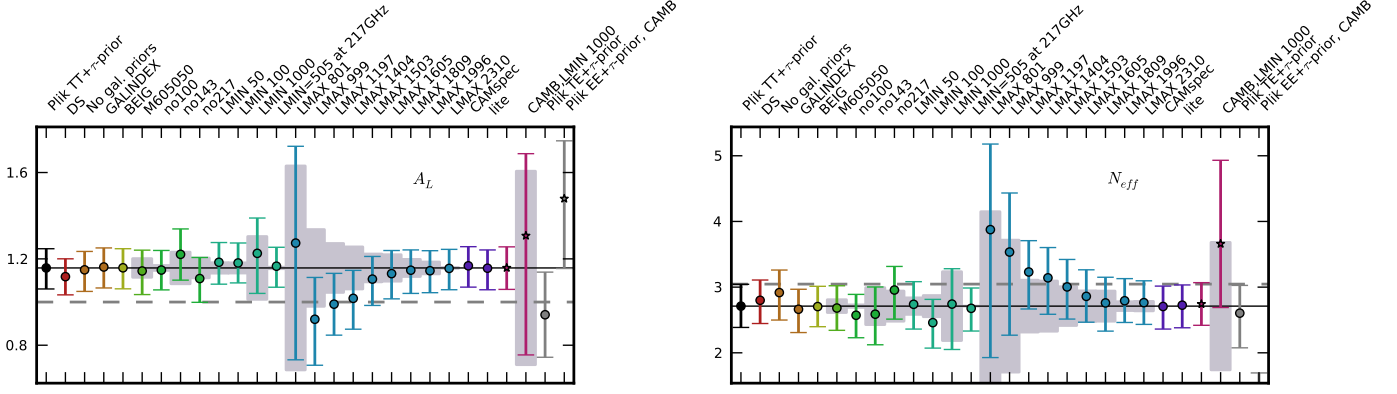 Plik TT+τ-prior
DS
No gal. priors
GALINDEX
BEIG
M605050
no100
no143
no217
LMIN 50
LMIN 100
LMIN 1000
LMIN=505 at 217GHz
LMAX 801
LMAX 999
LMAX 1197
LMAX 1404
LMAX 1503
LMAX 1605
LMAX 1809
LMAX 1996
LMAX 2310
CAMspec
lite
CAMB,LMIN 1000
Plik TE+τ-prior
Plik EE+τ-prior, CAMB
1.6
1.2
0.8
A_L
Plik TT+τ-prior
DS
No gal. priors
GALINDEX
BEIG
M605050
no100
no143
no217
LMIN 50
LMIN 100
LMIN 1000
LMIN=505 at 217GHz
LMAX 801
LMAX 999
LMAX 1197
LMAX 1404
LMAX 1503
LMAX 1605
LMAX 1809
LMAX 1996
LMAX 2310
CAMspec
lite
CAMB,LMIN 1000
Plik TE+τ-prior
Plik EE+τ-prior, CAMB
5
4
3
2
N_eff